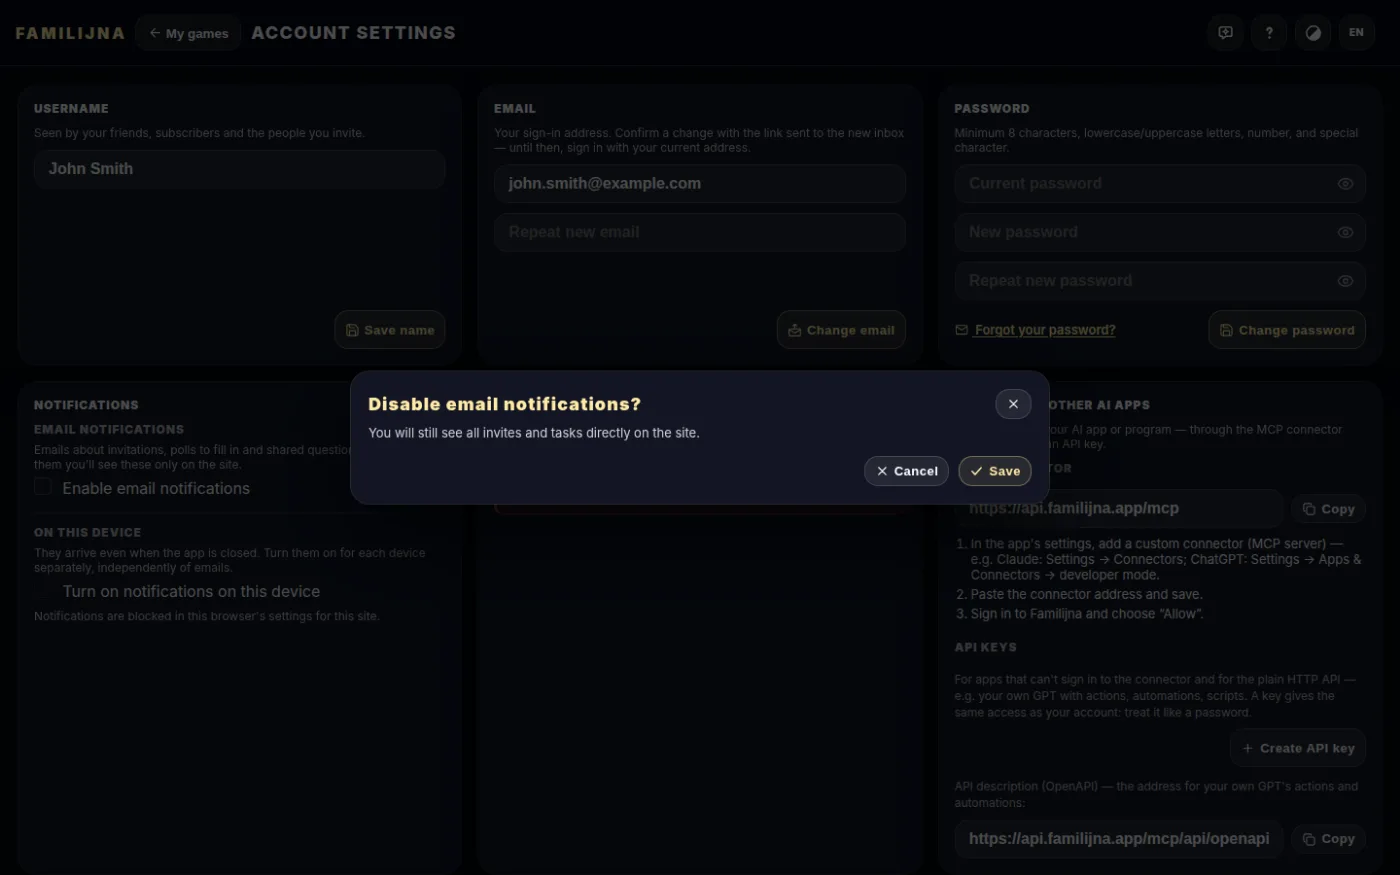 FAMILIJNA
← My games
ACCOUNT SETTINGS
?
EN
USERNAME
Seen by your friends, subscribers and the people you invite.
John Smith
Save name
EMAIL
Your sign-in address. Confirm a change with the link sent to the new inbox
— until then, sign in with your current address.
john.smith@example.com
Repeat new email
Change email
PASSWORD
Minimum 8 characters, lowercase/uppercase letters, number, and special
character.
Current password
New password
Repeat new password
Forgot your password?
Change password
Disable email notifications?
You will still see all invites and tasks directly on the site.
Cancel
Save
NOTIFICATIONS
EMAIL NOTIFICATIONS
Emails about invitations, polls to fill in and shared
them you'll see these only on the site.
Enable email notifications
ON THIS DEVICE
They arrive even when the app is closed. Turn them on for each device
separately, independently of emails.
Turn on notifications on this device
Notifications are blocked in this browser's settings for this site.
OTHER AI APPS
AI app or program — through the MCP connector
API key.
https://api.familijna.app/mcp
Copy
1. In the app's settings, add a custom connector (MCP server) —
e.g. Claude: Settings → Connectors; ChatGPT: Settings → Apps &
Connectors → developer mode.
2. Paste the connector address and save.
3. Sign in to Familijna and choose “Allow”.
API KEYS
For apps that can't sign in to the connector and for the plain HTTP API —
e.g. your own GPT with actions, automations, scripts. A key gives the
same access as your account: treat it like a password.
+ Create API key
API description (OpenAPI) — the address for your own GPT's actions and
automations:
https://api.familijna.app/mcp/api/openapi
Copy